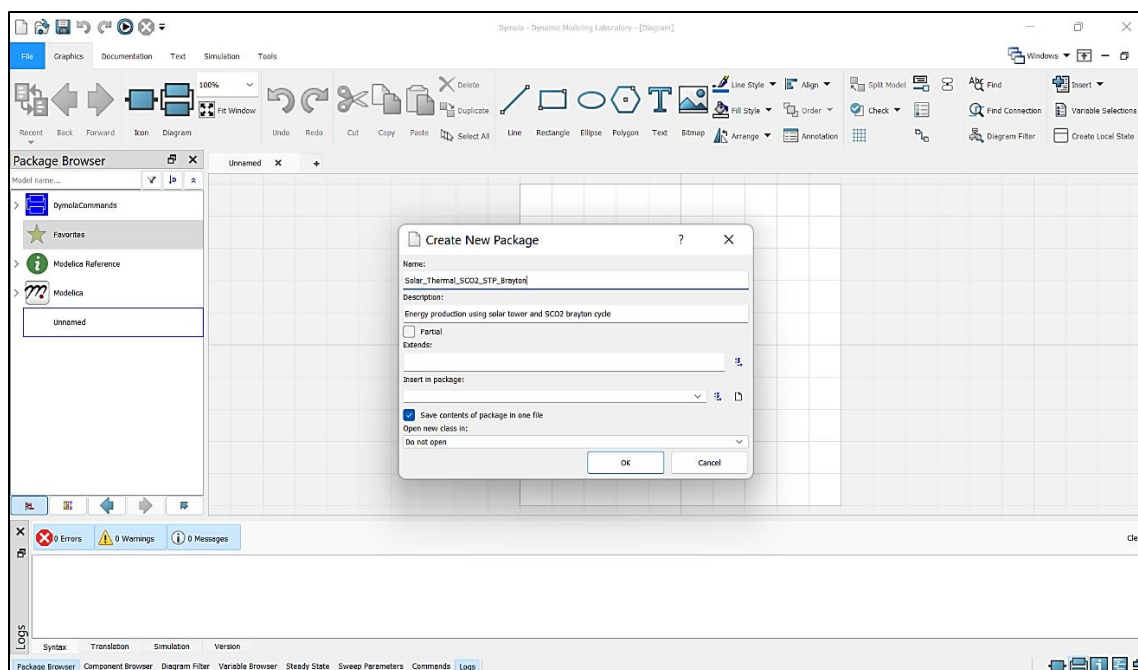 Dymola - Dynamic Modeling Laboratory - [Diagram]
File Graphics Documentation Text Simulation Tools
Windows
100%
Fit Window
Delete
Duplicate
Select All
Line Style
Fill Style
Arrange
Align
Order
Annotation
Split Model
Check
Find
Find Connection
Diagram Filter
Insert
Variable Selections
Create Local State
Recent Back Forward Icon Diagram Undo Redo Cut Copy Paste Line Rectangle Ellipse Polygon Text Bitmap
Package Browser
Unnamed
Model name...
DymolaCommands
Favorites
Modelica Reference
Modelica
Unnamed
Create New Package
Name:
Solar_Thermal_SCO2_STP_Brayton
Description:
Energy production using solar tower and SCO2 brayton cycle
Partial
Extends:
Insert in package:
Save contents of package in one file
Open new class in:
Do not open
OK Cancel
0 Errors 0 Warnings 0 Messages
Cle
Logs
Syntax Translation Simulation Version
Package Browser Component Browser Diagram Filter Variable Browser Steady State Sweep Parameters Commands Logs